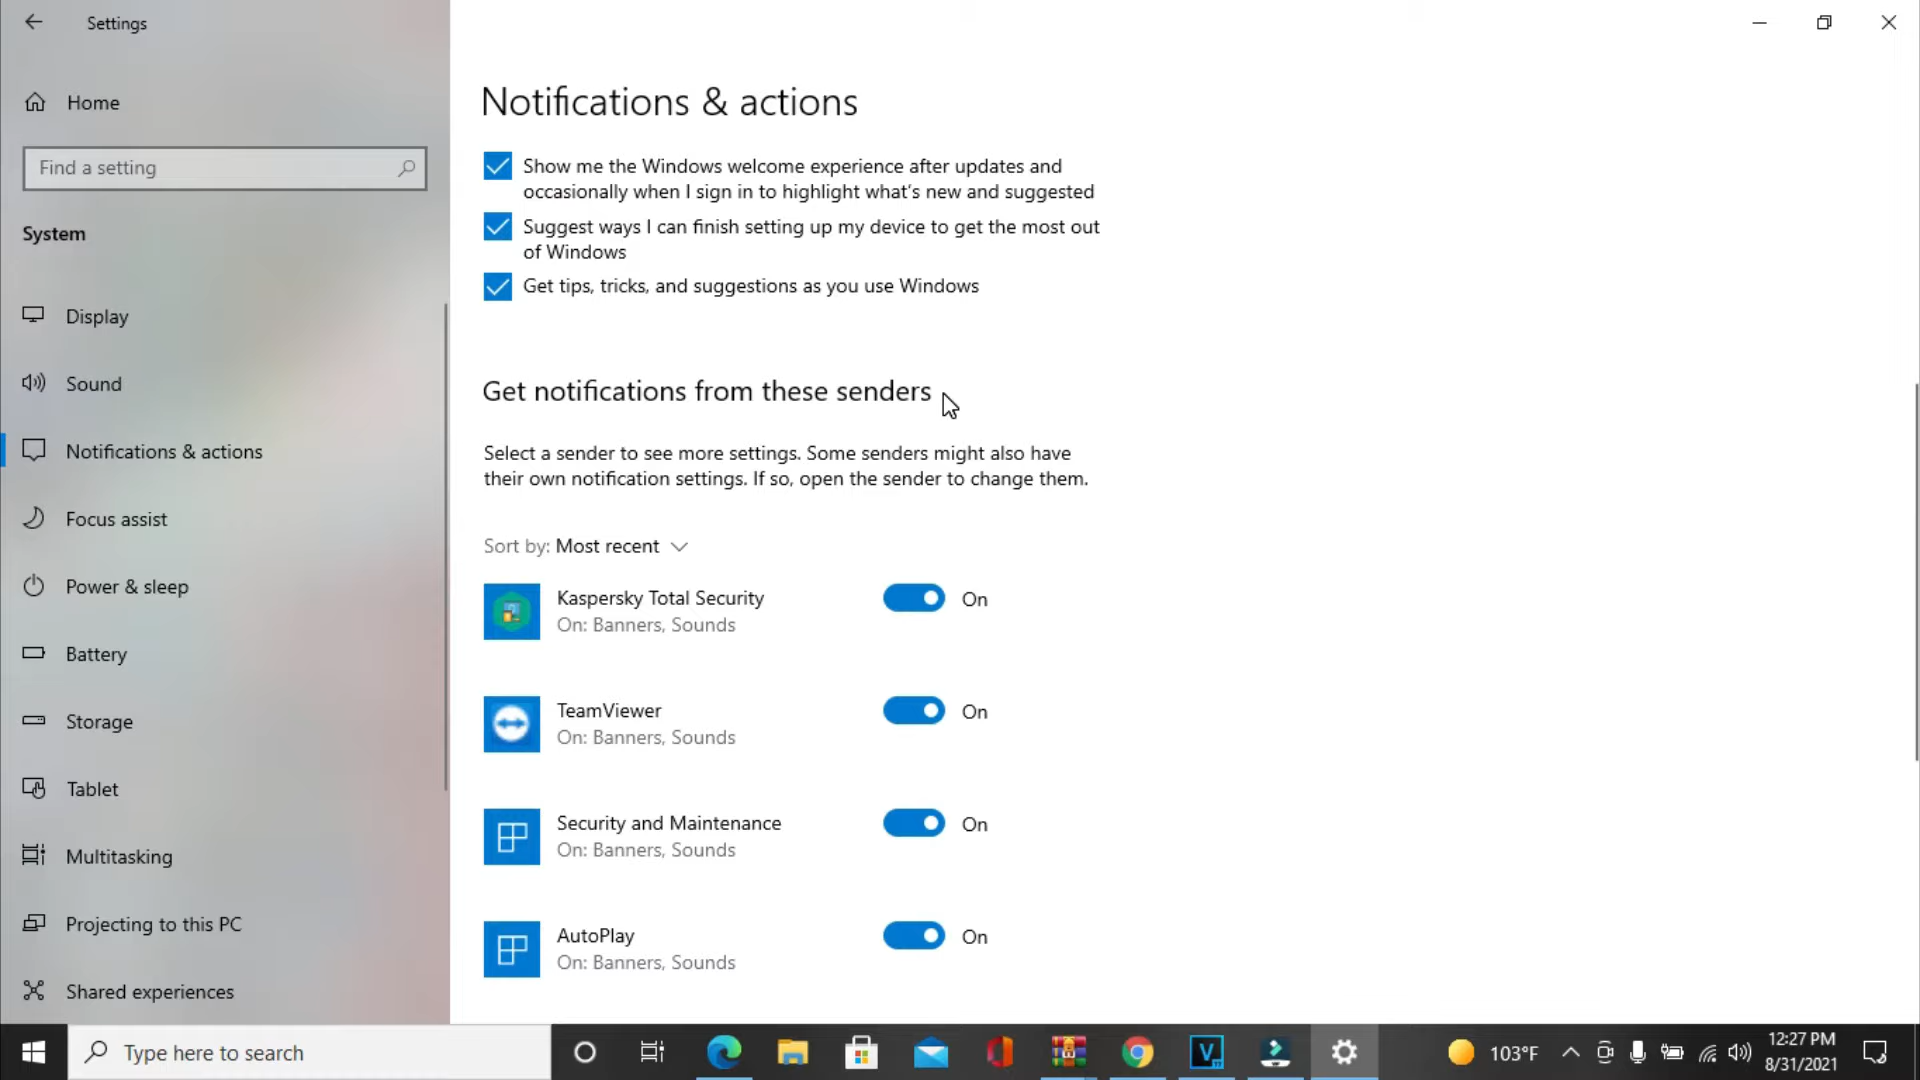 Settings
Home
Find a setting
System
Display
Sound
Notifications & actions
Focus assist
Power & sleep
Battery
Storage
Tablet
Multitasking
Projecting to this PC
Shared experiences
Notifications & actions
Show me the Windows welcome experience after updates and
occasionally when I sign in to highlight what's new and suggested
Suggest ways I can finish setting up my device to get the most out
of Windows
Get tips, tricks, and suggestions as you use Windows
Get notifications from these senders
Select a sender to see more settings. Some senders might also have
their own notification settings. If so, open the sender to change them.
Sort by: Most recent
Kaspersky Total Security
On: Banners, Sounds
On
TeamViewer
On: Banners, Sounds
On
Security and Maintenance
On: Banners, Sounds
On
AutoPlay
On: Banners, Sounds
On
Type here to search
V
103°F
12:27 PM
8/31/2021